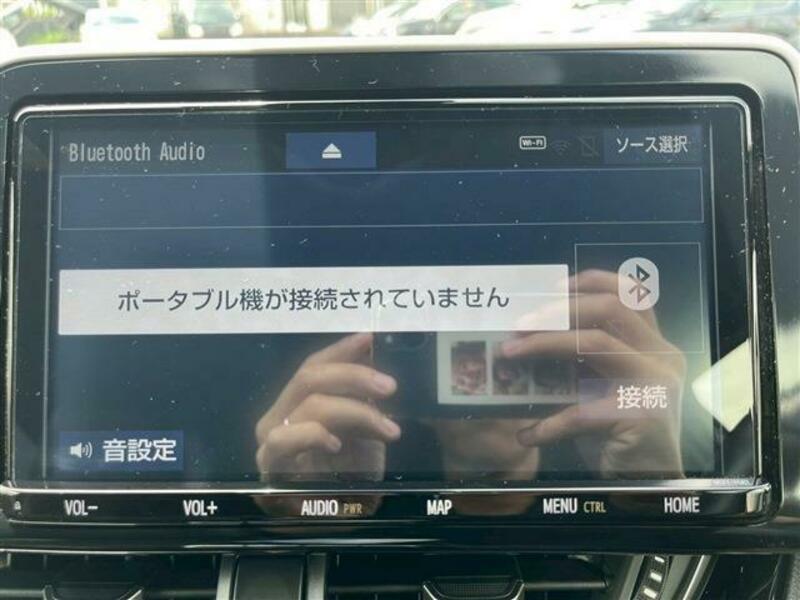 Bluetooth Audio
Wi-Fi
ソース選択
ポータブル機が接続されていません
接続
音設定
VOL−
VOL+
AUDIO PWR
MAP
MENU CTRL
HOME